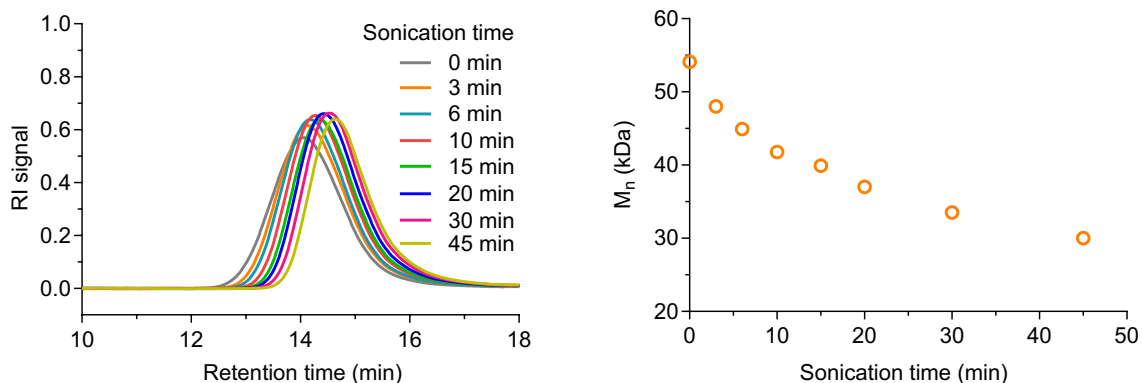 1.0
0.8
0.6
0.4
0.2
0.0
RI signal
10
12
14
16
18
Retention time (min)
Sonication time
0 min
3 min
6 min
10 min
15 min
20 min
30 min
45 min
60
50
40
30
20
Mn (kDa)
0
10
20
30
40
50
Sonication time (min)